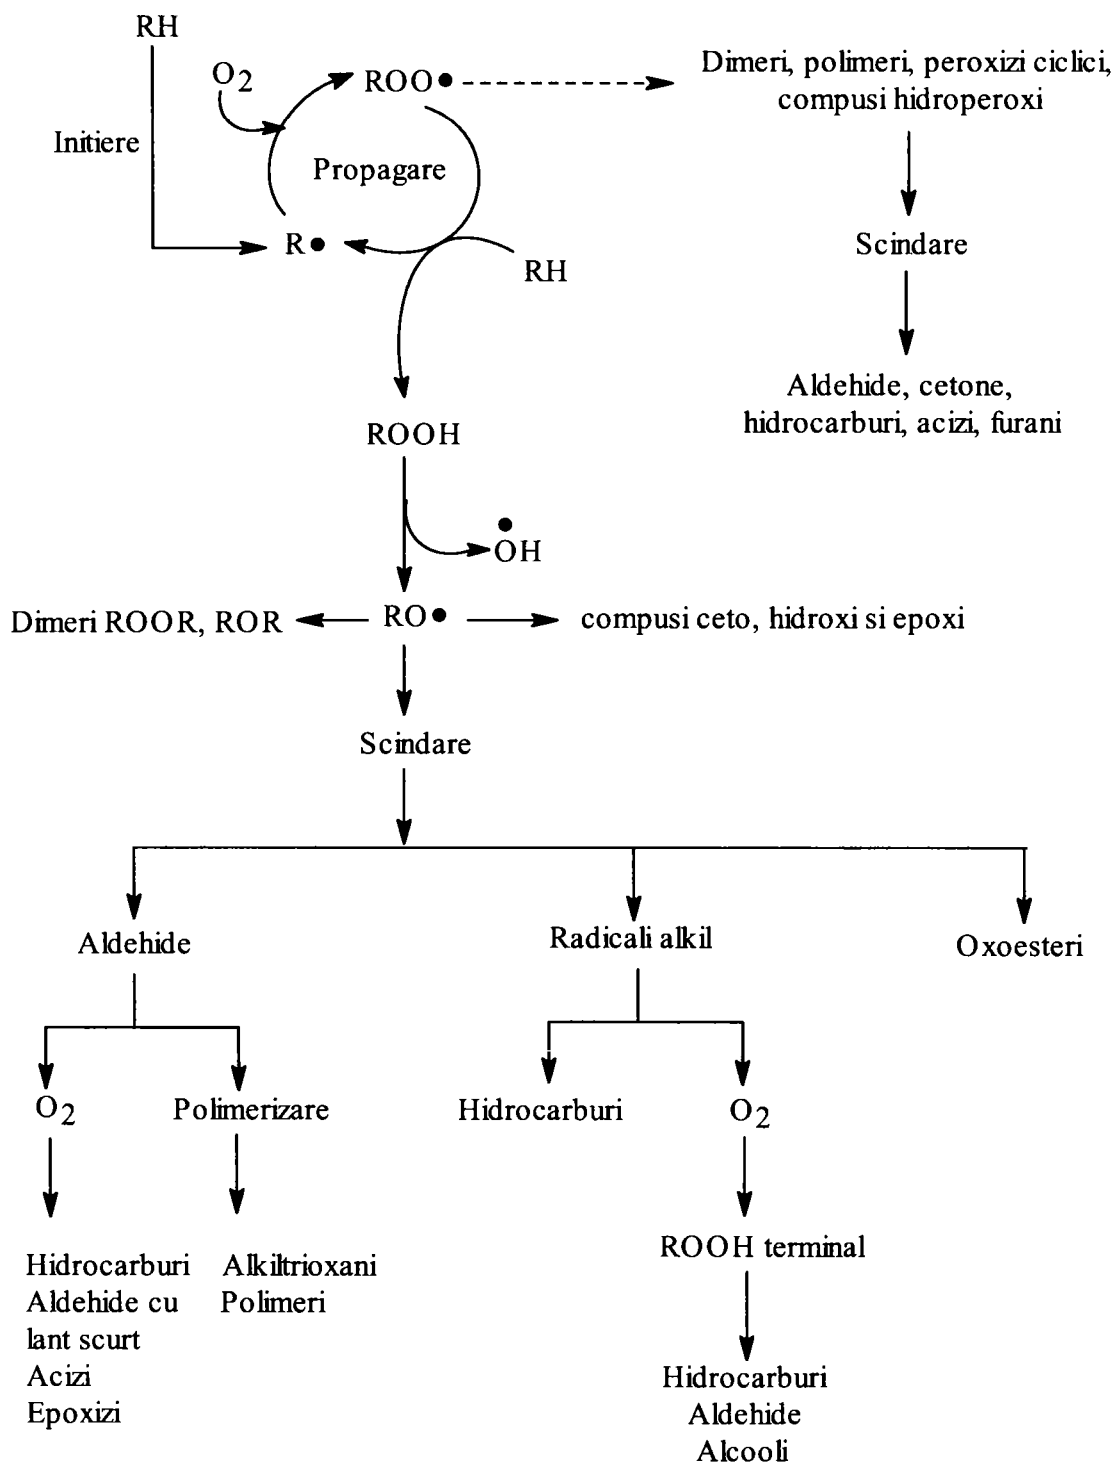 RH
O2
ROO•
Dimeri, polimeri, peroxizi ciclici,
compusi hidroperoxi
Initiere
Propagare
R•
RH
Scindare
Aldehide, cetone,
hidrocarburi, acizi, furani
ROOH
•
OH
Dimeri ROOR, ROR
RO•
compusi ceto, hidroxi si epoxi
Scindare
Aldehide
Radicali alkil
Oxoesteri
O2
Polimerizare
Hidrocarburi
O2
ROOH terminal
Hidrocarburi
Aldehide cu
lant scurt
Acizi
Epoxizi
Alkiltrioxani
Polimeri
Hidrocarburi
Aldehide
Alcooli